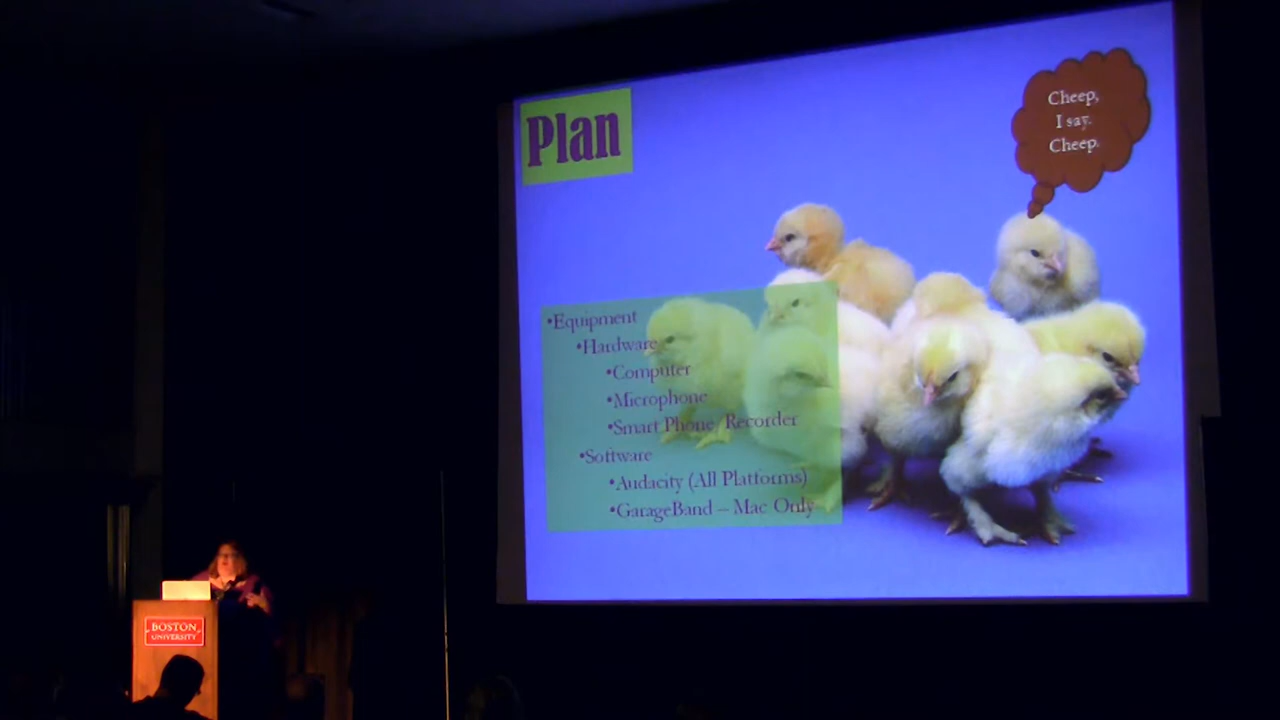 Plan
Cheep,
I say.
Cheep.
•Equipment
•Hardware
•Computer
•Microphone
•Smart Phone/Recorder
•Software
•Audacity (All Platforms)
•GarageBand – Mac Only
BOSTON
UNIVERSITY